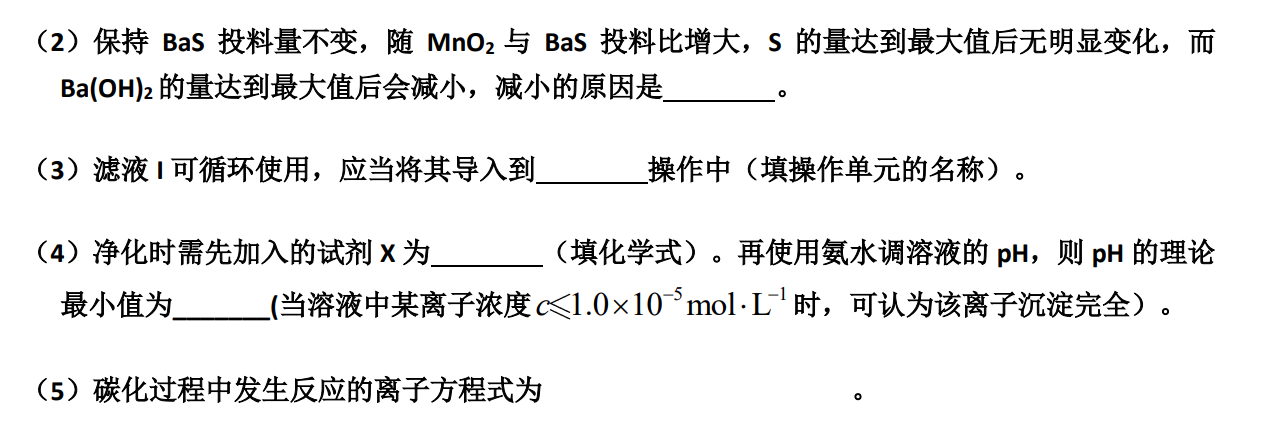 （2）保持 BaS 投料量不变，随 MnO₂ 与 BaS 投料比增大，S 的量达到最大值后无明显变化，而
Ba(OH)₂ 的量达到最大值后会减小，减小的原因是________。
（3）滤液 I 可循环使用，应当将其导入到________操作中（填操作单元的名称）。
（4）净化时需先加入的试剂 X 为________（填化学式）。再使用氨水调溶液的 pH，则 pH 的理论
最小值为_______(当溶液中某离子浓度 c⩽1.0×10⁻⁵ mol·L⁻¹ 时，可认为该离子沉淀完全）。
（5）碳化过程中发生反应的离子方程式为 。